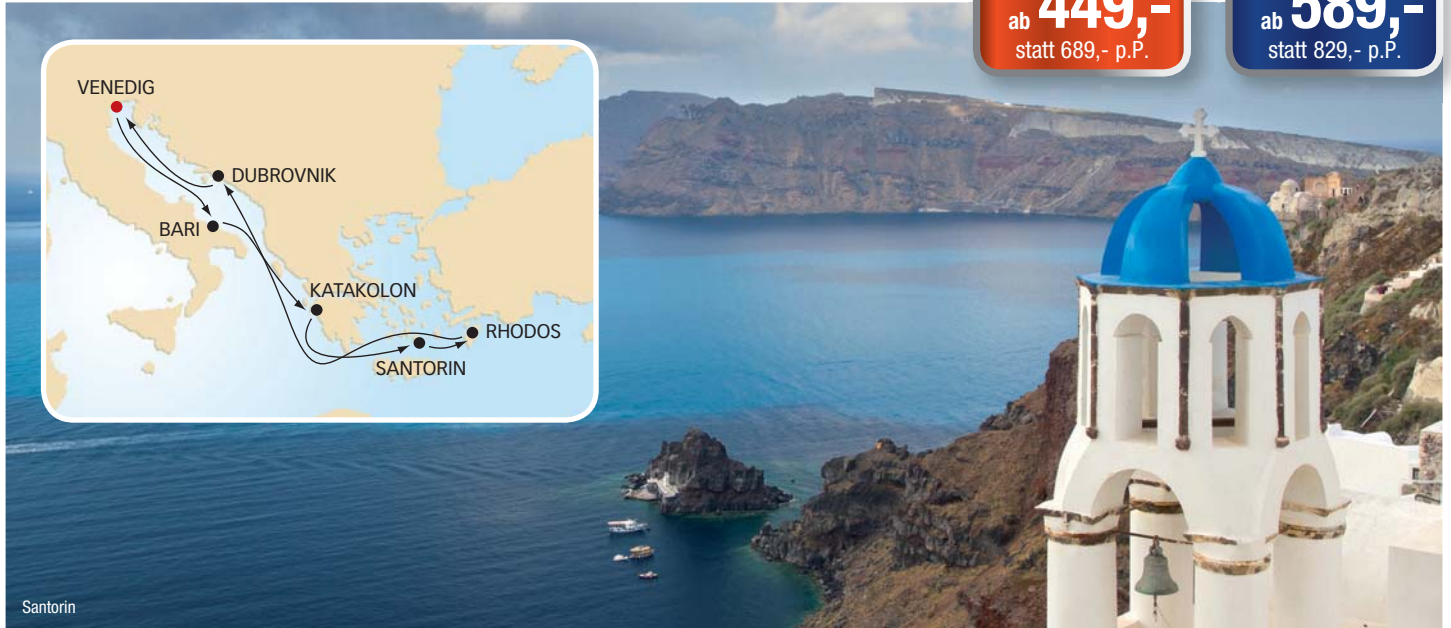 ab 449,-
statt 689,- p.P.
ab 589,-
statt 829,- p.P.
VENEDIG
DUBROVNIK
BARI
KATAKOLON
RHODOS
SANTORIN
Santorin